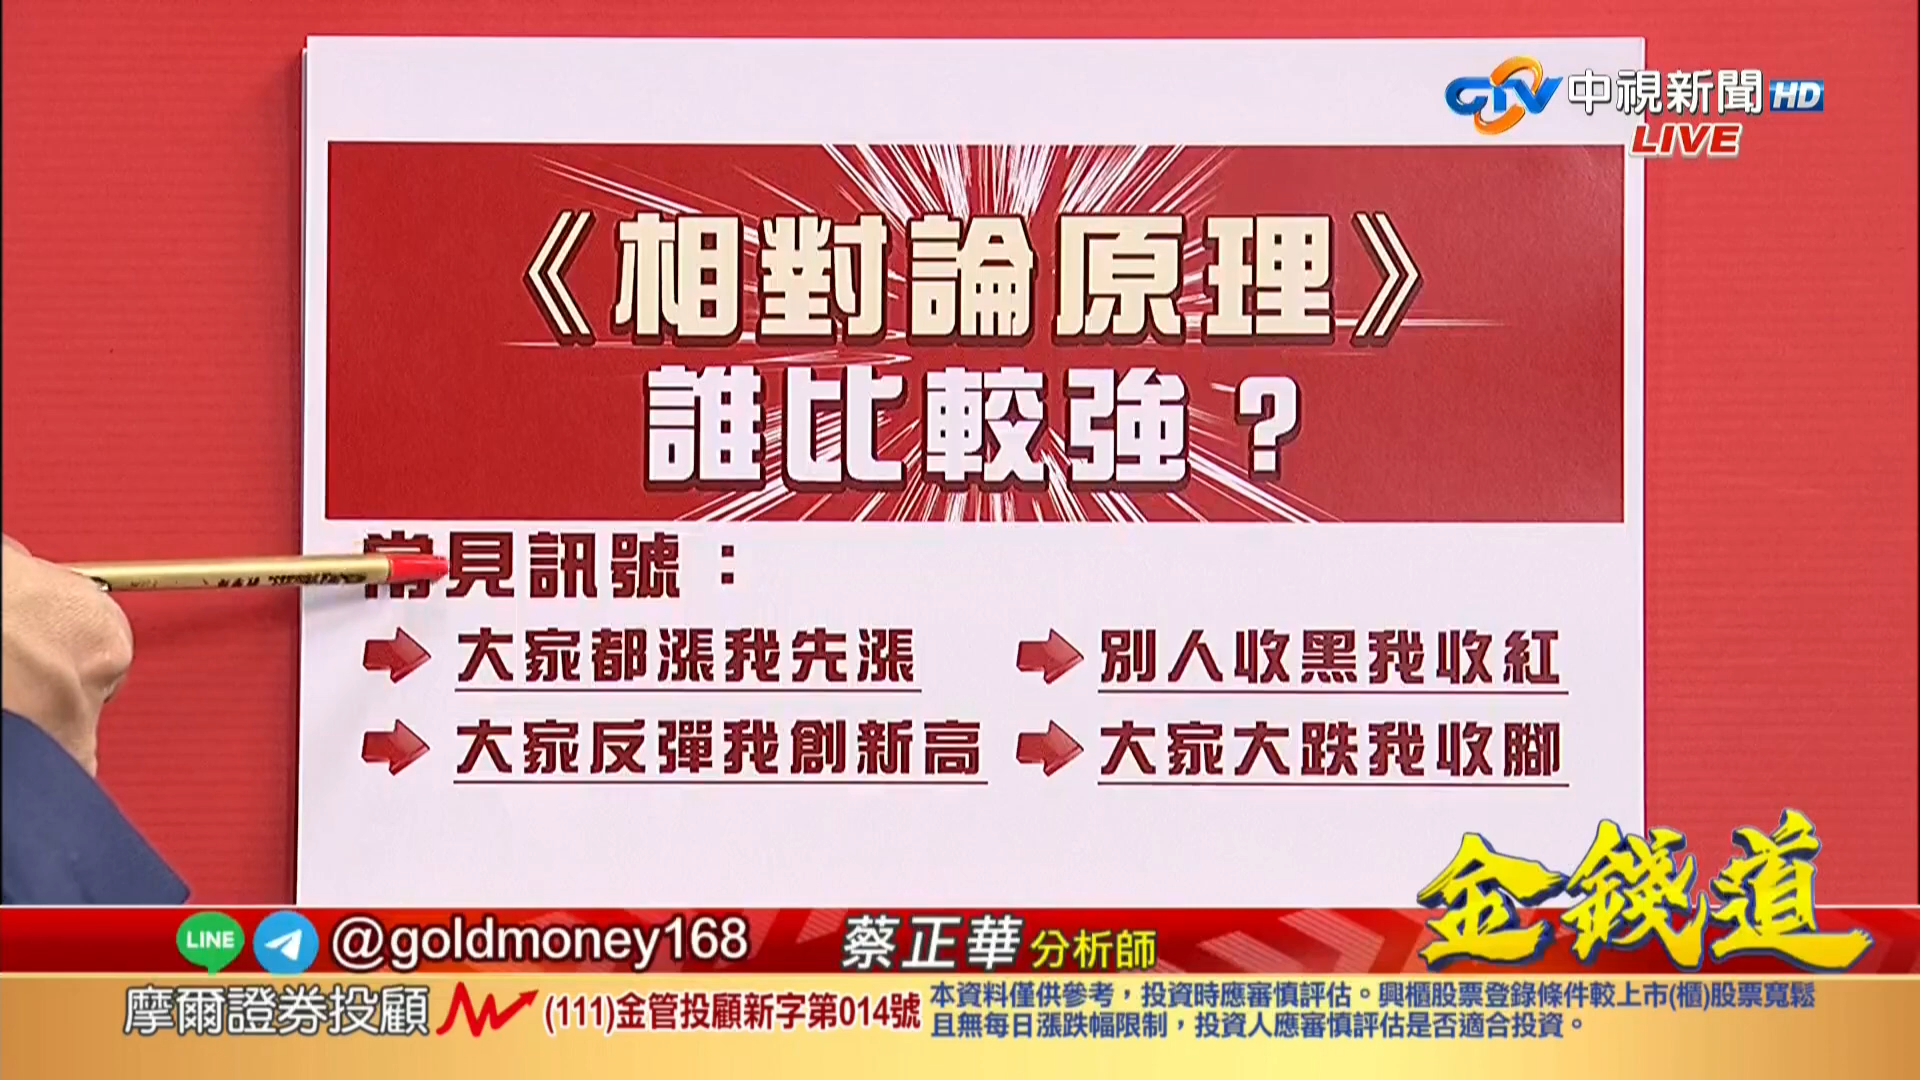 CTV 中視新聞 HD
LIVE
《相對論原理》
誰比較強？
常見訊號：
大家都漲我先漲
別人收黑我收紅
大家反彈我創新高
大家大跌我收腳
金錢道
LINE @goldmoney168 蔡正華 分析師
摩爾證券投顧 (111)金管投顧新字第014號
本資料僅供參考，投資時應審慎評估。興櫃股票登錄條件較上市(櫃)股票寬鬆
且無每日漲跌幅限制，投資人應審慎評估是否適合投資。